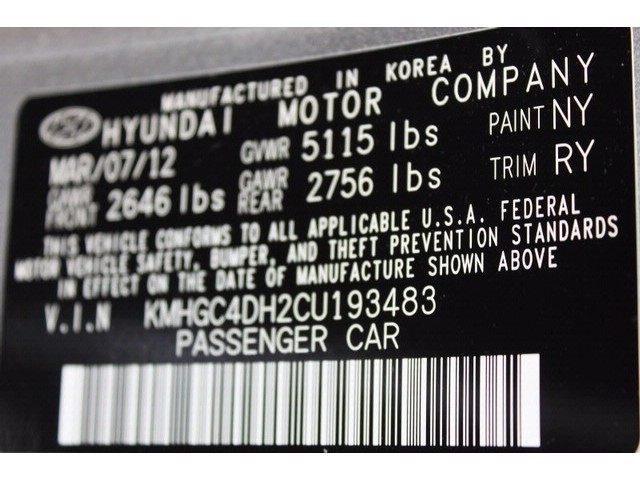 MANUFACTURED IN KOREA BY
HYUNDAI MOTOR COMPANY
MAR/07/12 GVWR 5115 lbs PAINT NY
GAWR FRONT 2646 lbs GAWR REAR 2756 lbs TRIM RY
THIS VEHICLE CONFORMS TO ALL APPLICABLE U.S.A. FEDERAL
MOTOR VEHICLE SAFETY, BUMPER, AND THEFT PREVENTION STANDARDS
IN EFFECT ON THE DATE OF MANUFACTURE SHOWN ABOVE
V.I.N KMHGC4DH2CU193483
PASSENGER CAR